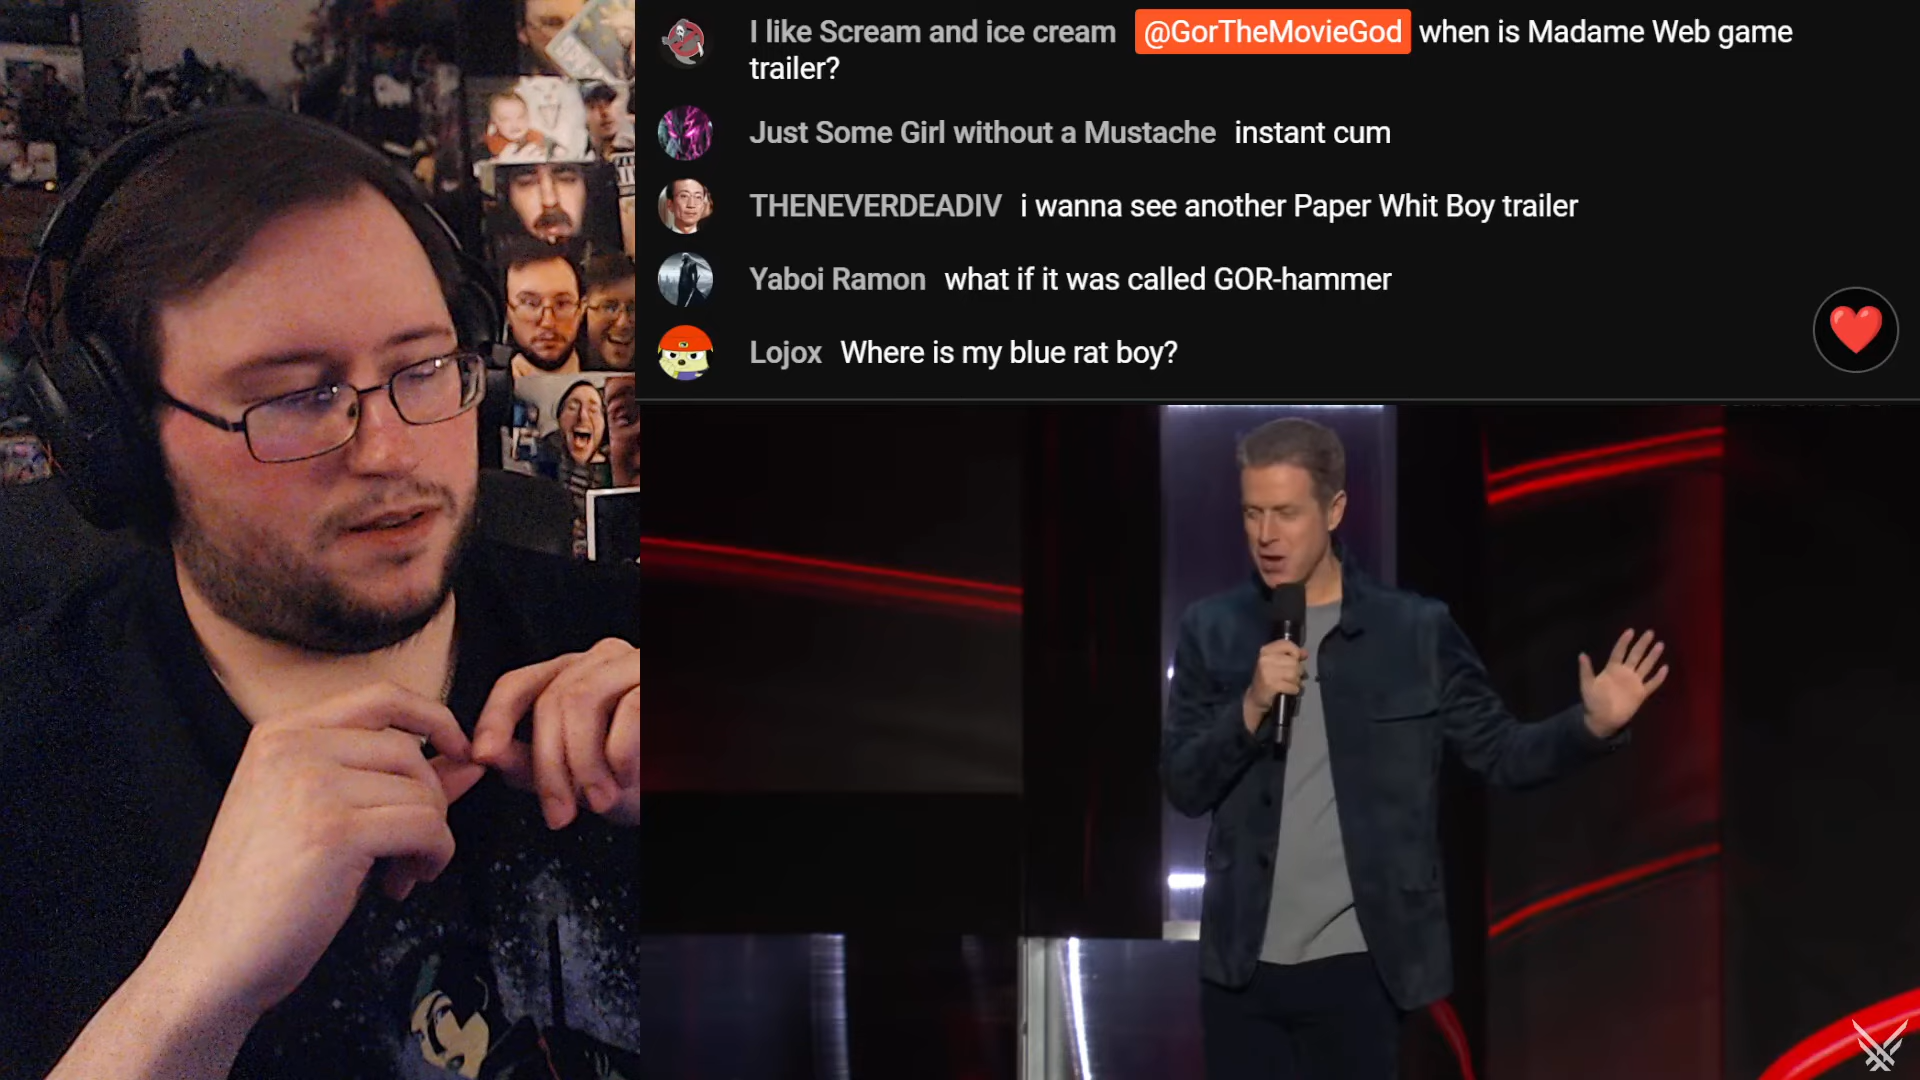 I like Scream and ice cream @GorTheMovieGod when is Madame Web game
trailer?
Just Some Girl without a Mustache instant cum
THENEVERDEADIV i wanna see another Paper Whit Boy trailer
Yaboi Ramon what if it was called GOR-hammer
Lojox Where is my blue rat boy?